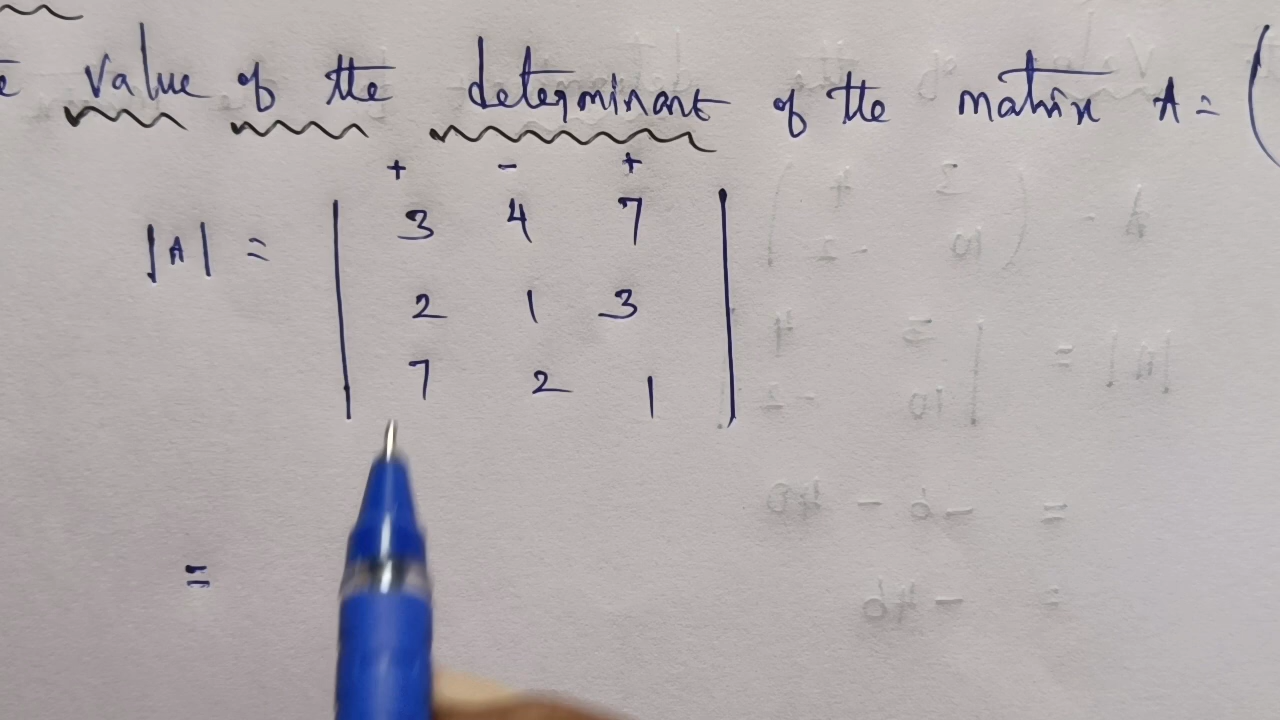 value of the determinant of the matrix A = (
+ - +
|A| = | 3 4 7 |
2 1 3
7 2 1
=